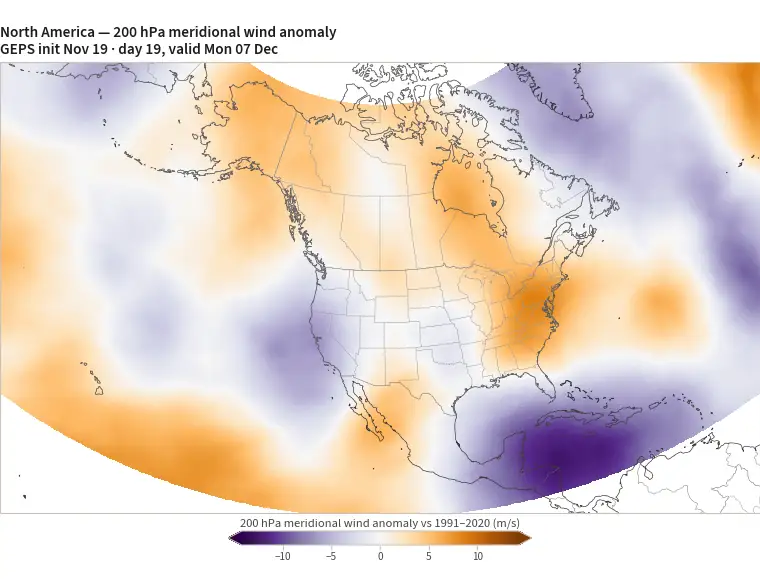 North America — 200 hPa meridional wind anomaly
GEPS init Nov 19 · day 19, valid Mon 07 Dec
200 hPa meridional wind anomaly vs 1991–2020 (m/s)
−10 −5 0 5 10